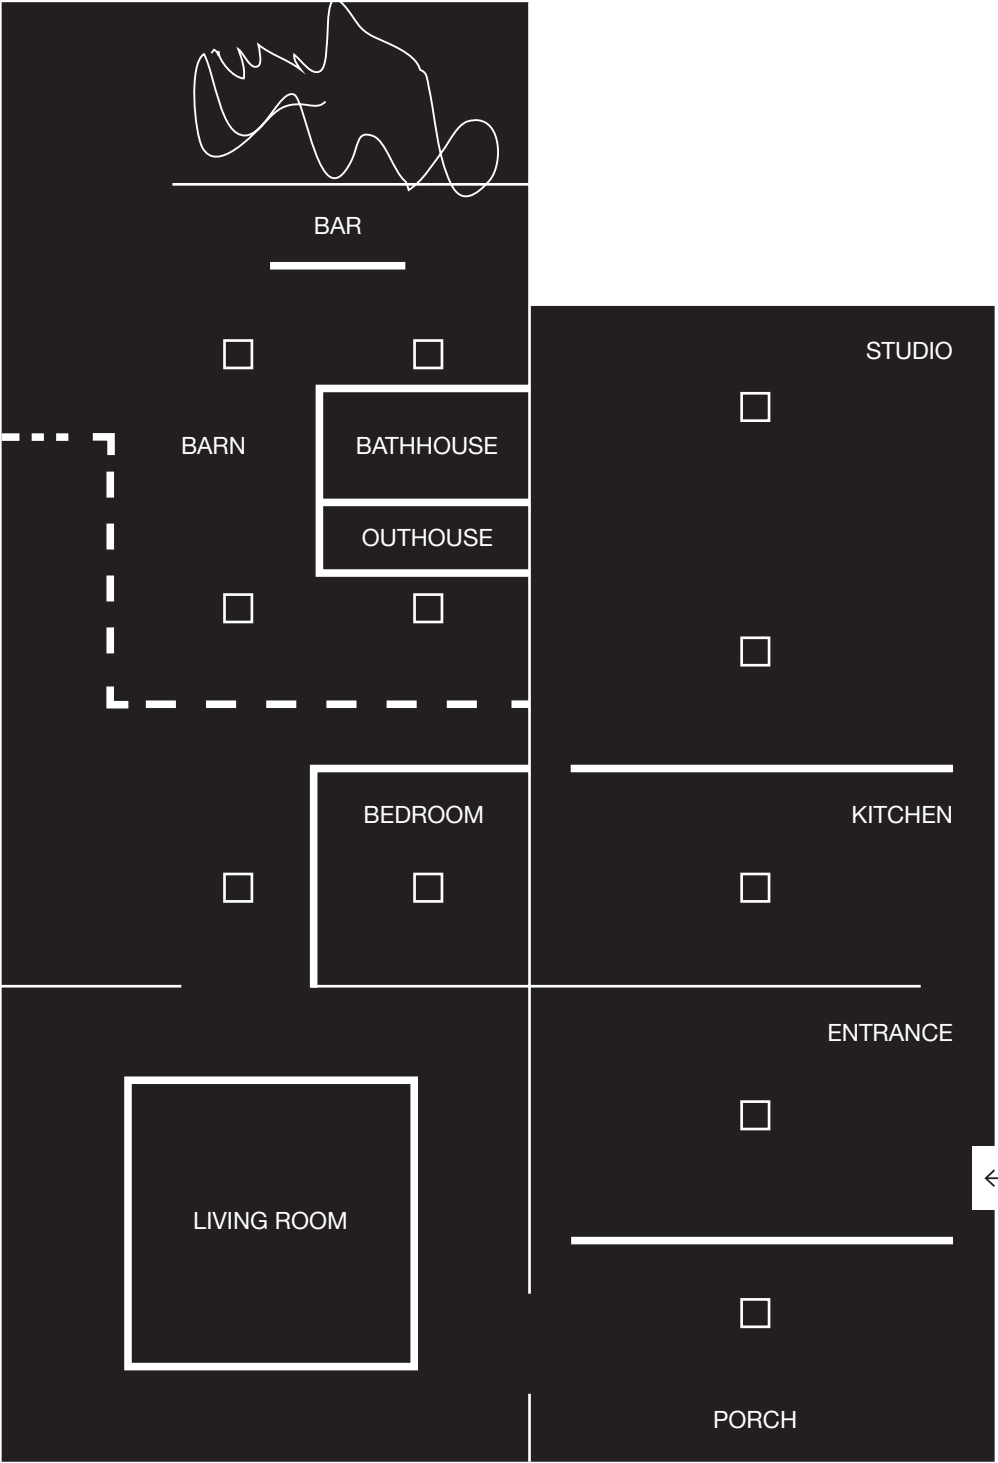 BAR
STUDIO
BARN
BATHHOUSE
OUTHOUSE
BEDROOM
KITCHEN
ENTRANCE
LIVING ROOM
PORCH